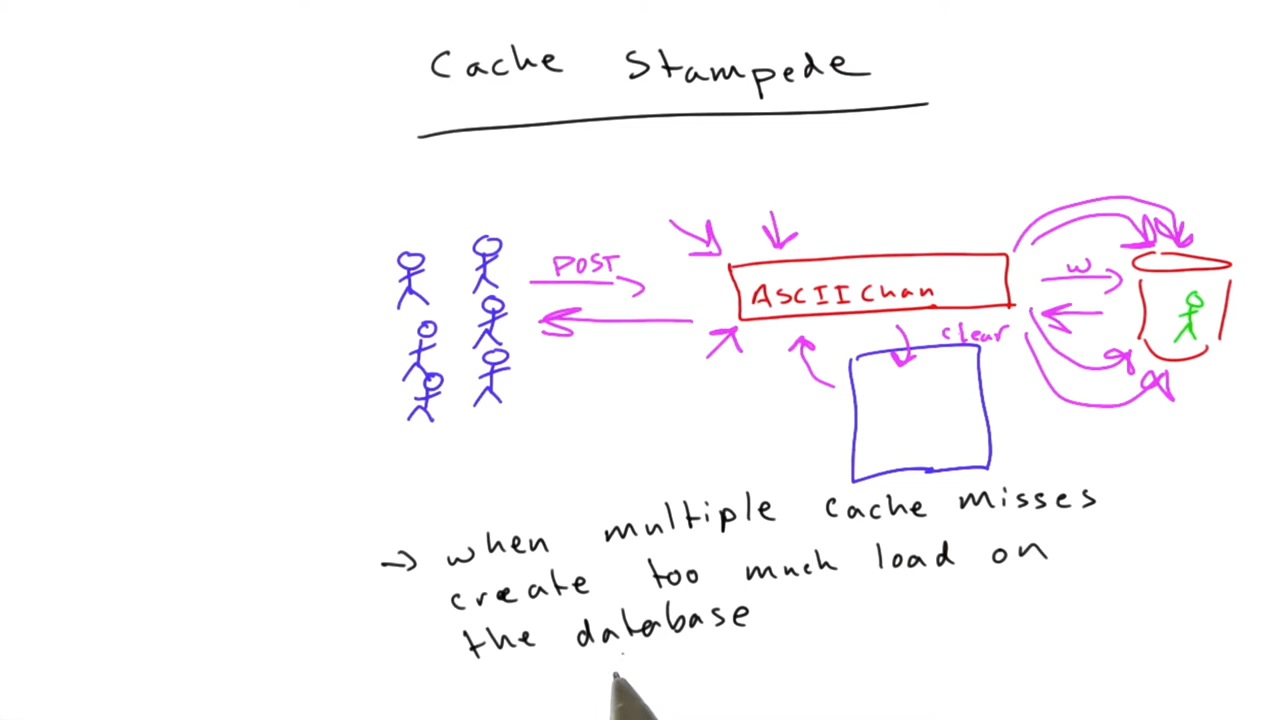 Cache Stampede
POST
W
ASCIIChan
clear
→ when multiple cache misses
create too much load on
the database